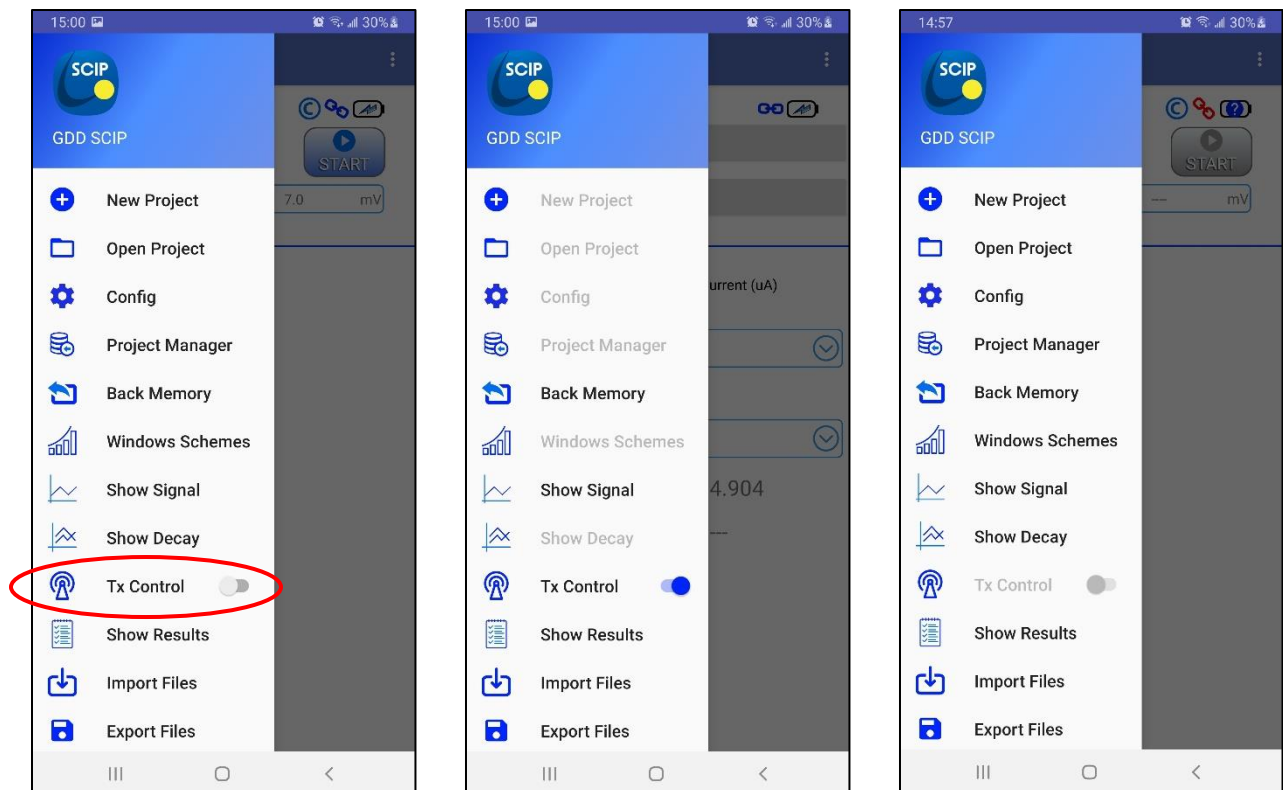 15:00
30%
SCIP
GDD SCIP
C
START
7.0 mV
New Project
Open Project
Config
Project Manager
Back Memory
Windows Schemes
Show Signal
Show Decay
Tx Control
Show Results
Import Files
Export Files
15:00
30%
SCIP
GDD SCIP
New Project
Open Project
Config
urrent (uA)
Project Manager
Back Memory
Windows Schemes
Show Signal
4.904
Show Decay
---
Tx Control
Show Results
Import Files
Export Files
14:57
30%
SCIP
GDD SCIP
C ?
START
--- mV
New Project
Open Project
Config
Project Manager
Back Memory
Windows Schemes
Show Signal
Show Decay
Tx Control
Show Results
Import Files
Export Files